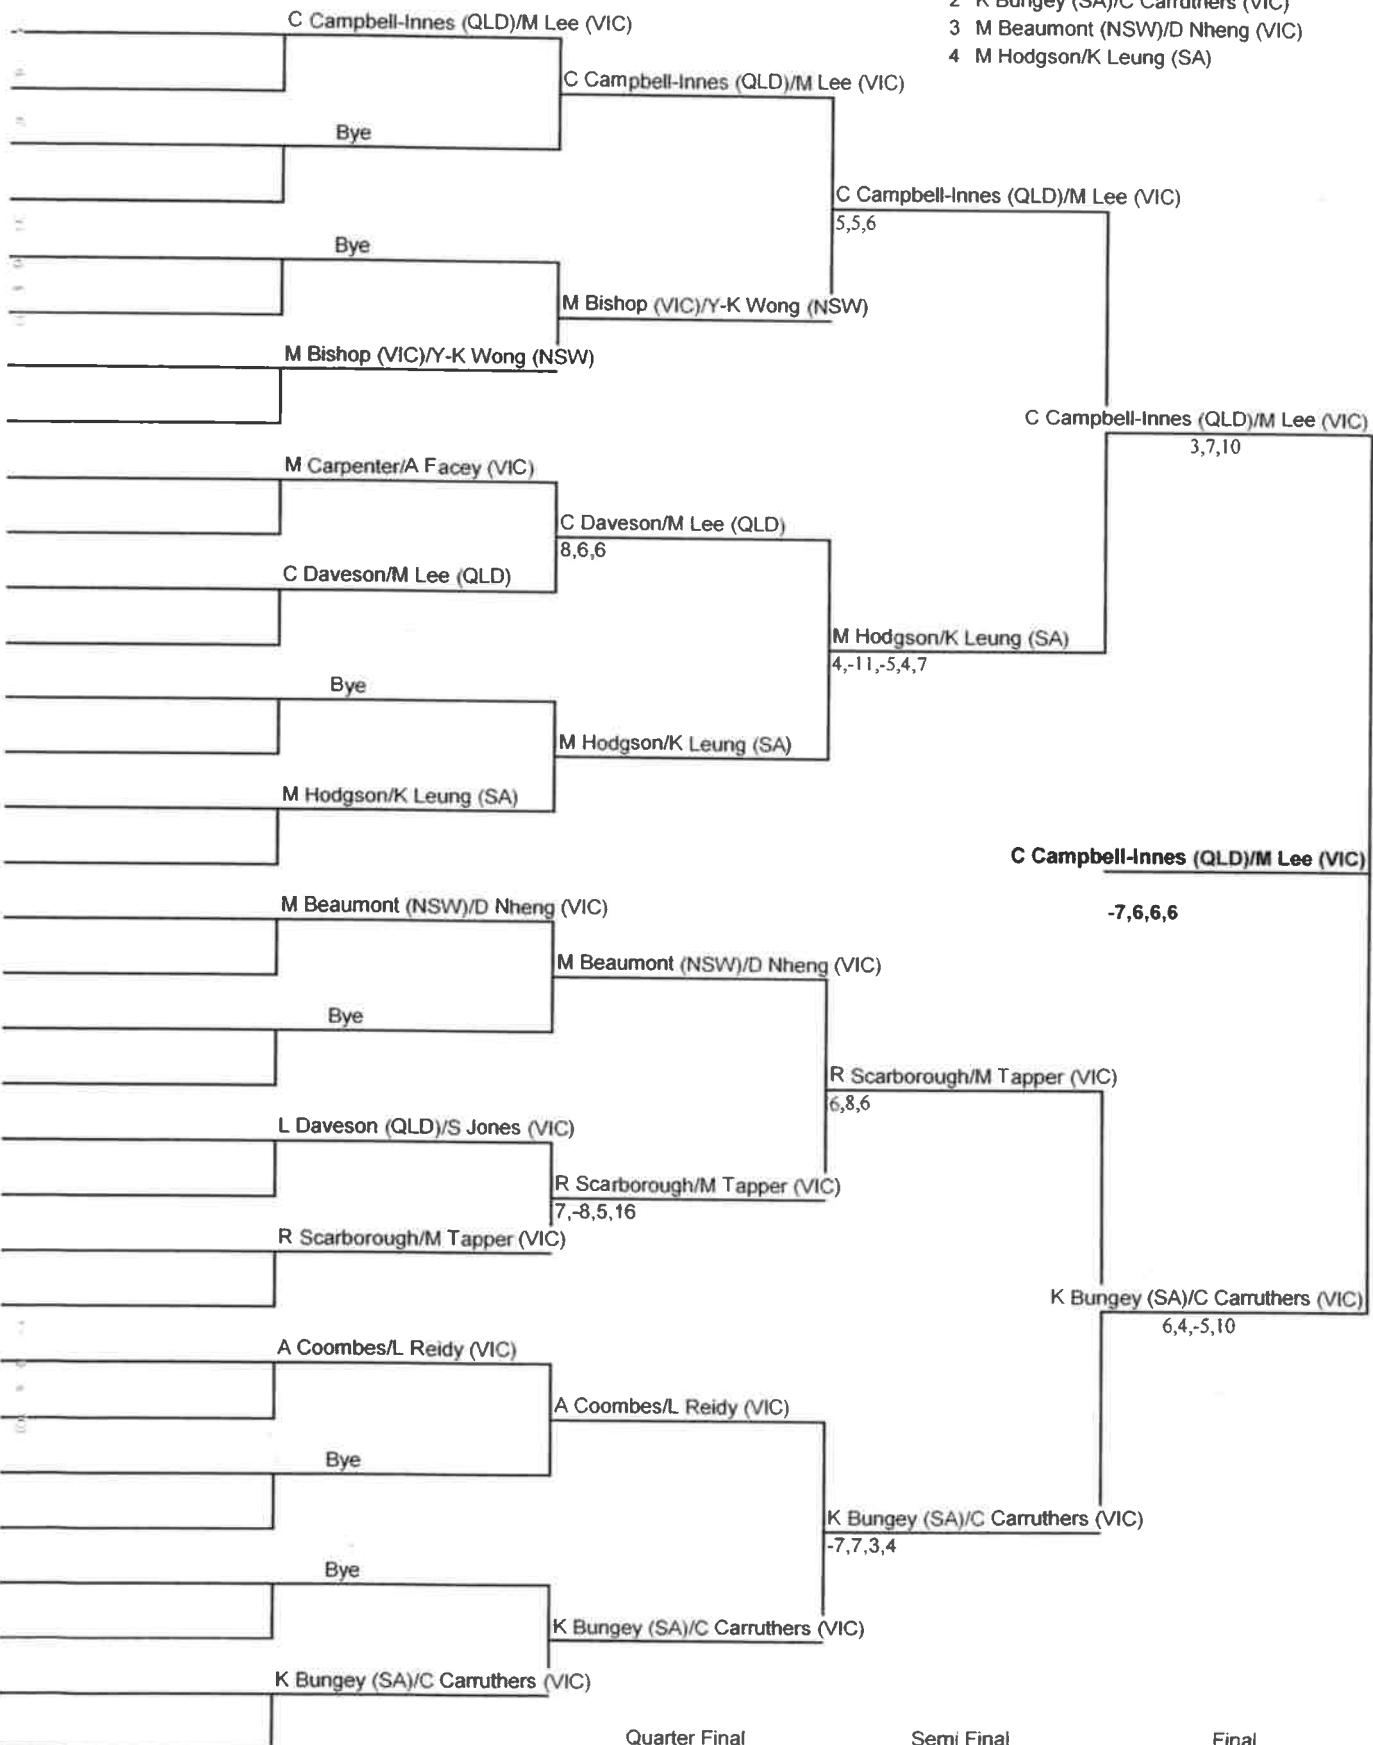 C Campbell-Innes (QLD)/M Lee (VIC)
2 K Bungey (SA)/C Carruthers (VIC)
3 M Beaumont (NSW)/D Nheng (VIC)
4 M Hodgson/K Leung (SA)
C Campbell-Innes (QLD)/M Lee (VIC)
Bye
C Campbell-Innes (QLD)/M Lee (VIC)
5,5,6
Bye
M Bishop (VIC)/Y-K Wong (NSW)
M Bishop (VIC)/Y-K Wong (NSW)
C Campbell-Innes (QLD)/M Lee (VIC)
3,7,10
M Carpenter/A Facey (VIC)
C Daveson/M Lee (QLD)
8,6,6
C Daveson/M Lee (QLD)
M Hodgson/K Leung (SA)
4,-11,-5,4,7
Bye
M Hodgson/K Leung (SA)
M Hodgson/K Leung (SA)
C Campbell-Innes (QLD)/M Lee (VIC)
-7,6,6,6
M Beaumont (NSW)/D Nheng (VIC)
M Beaumont (NSW)/D Nheng (VIC)
Bye
R Scarborough/M Tapper (VIC)
6,8,6
L Daveson (QLD)/S Jones (VIC)
R Scarborough/M Tapper (VIC)
7,-8,5,16
R Scarborough/M Tapper (VIC)
K Bungey (SA)/C Carruthers (VIC)
6,4,-5,10
A Coombes/L Reidy (VIC)
A Coombes/L Reidy (VIC)
Bye
K Bungey (SA)/C Carruthers (VIC)
-7,7,3,4
Bye
K Bungey (SA)/C Carruthers (VIC)
K Bungey (SA)/C Carruthers (VIC)
Quarter Final Semi Final Final